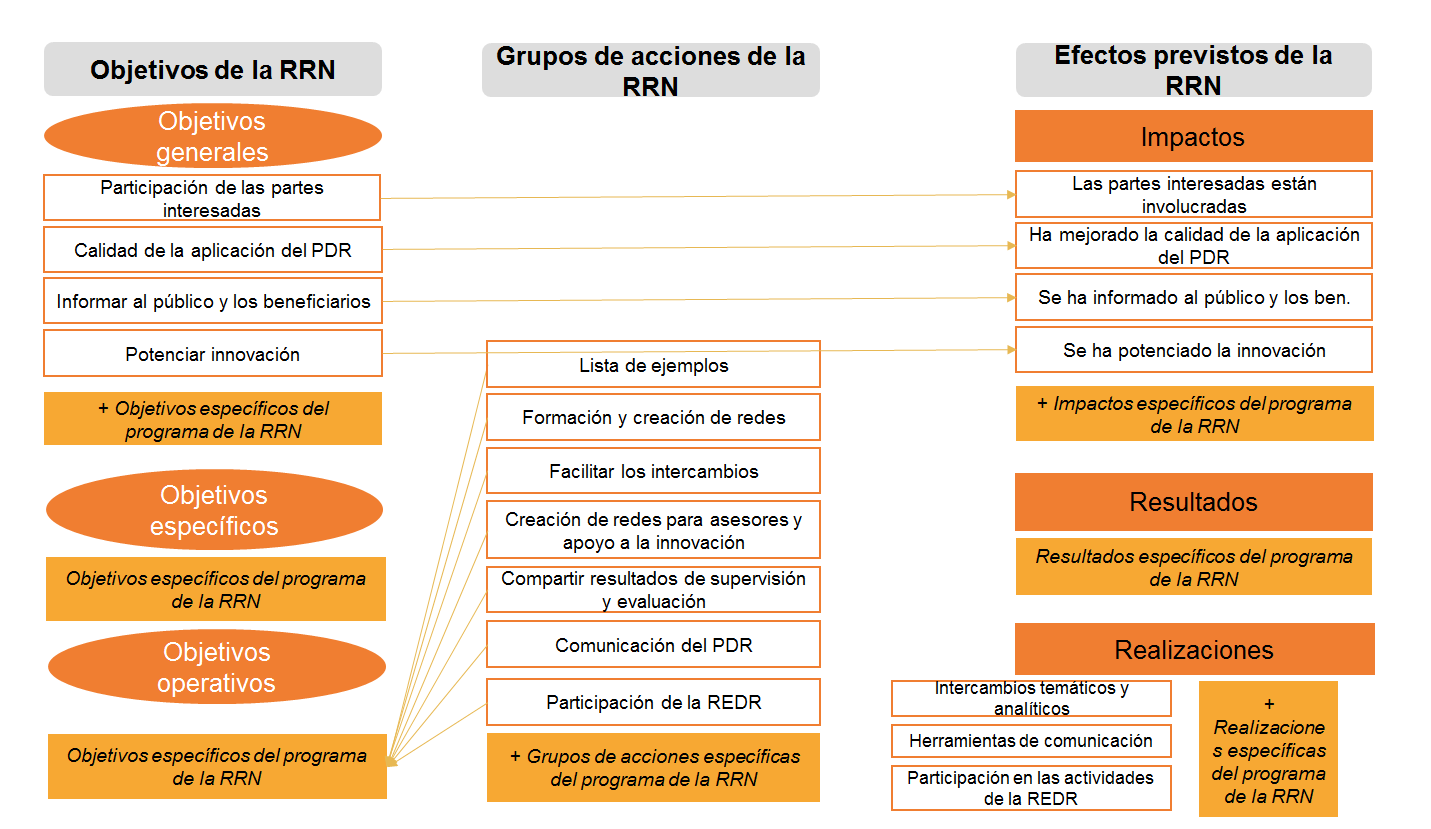 Objetivos de la RRN
Objetivos
generales
Participación de las partes
interesadas
Calidad de la aplicación del PDR
Informar al público y los beneficiarios
Potenciar innovación
+ Objetivos específicos del
programa de la RRN
Objetivos
específicos
Objetivos específicos del programa
de la RRN
Objetivos
operativos
Objetivos específicos del programa
de la RRN
Grupos de acciones de la
RRN
Lista de ejemplos
Formación y creación de redes
Facilitar los intercambios
Creación de redes para asesores y
apoyo a la innovación
Compartir resultados de supervisión
y evaluación
Comunicación del PDR
Participación de la REDR
+ Grupos de acciones específicas
del programa de la RRN
Efectos previstos de la
RRN
Impactos
Las partes interesadas están
involucradas
Ha mejorado la calidad de la aplicación
del PDR
Se ha informado al público y los ben.
Se ha potenciado la innovación
+ Impactos específicos del programa
de la RRN
Resultados
Resultados específicos del programa
de la RRN
Realizaciones
Intercambios temáticos y
analíticos
Herramientas de comunicación
Participación en las actividades
de la REDR
+
Realizacione
s específicas
del programa
de la RRN